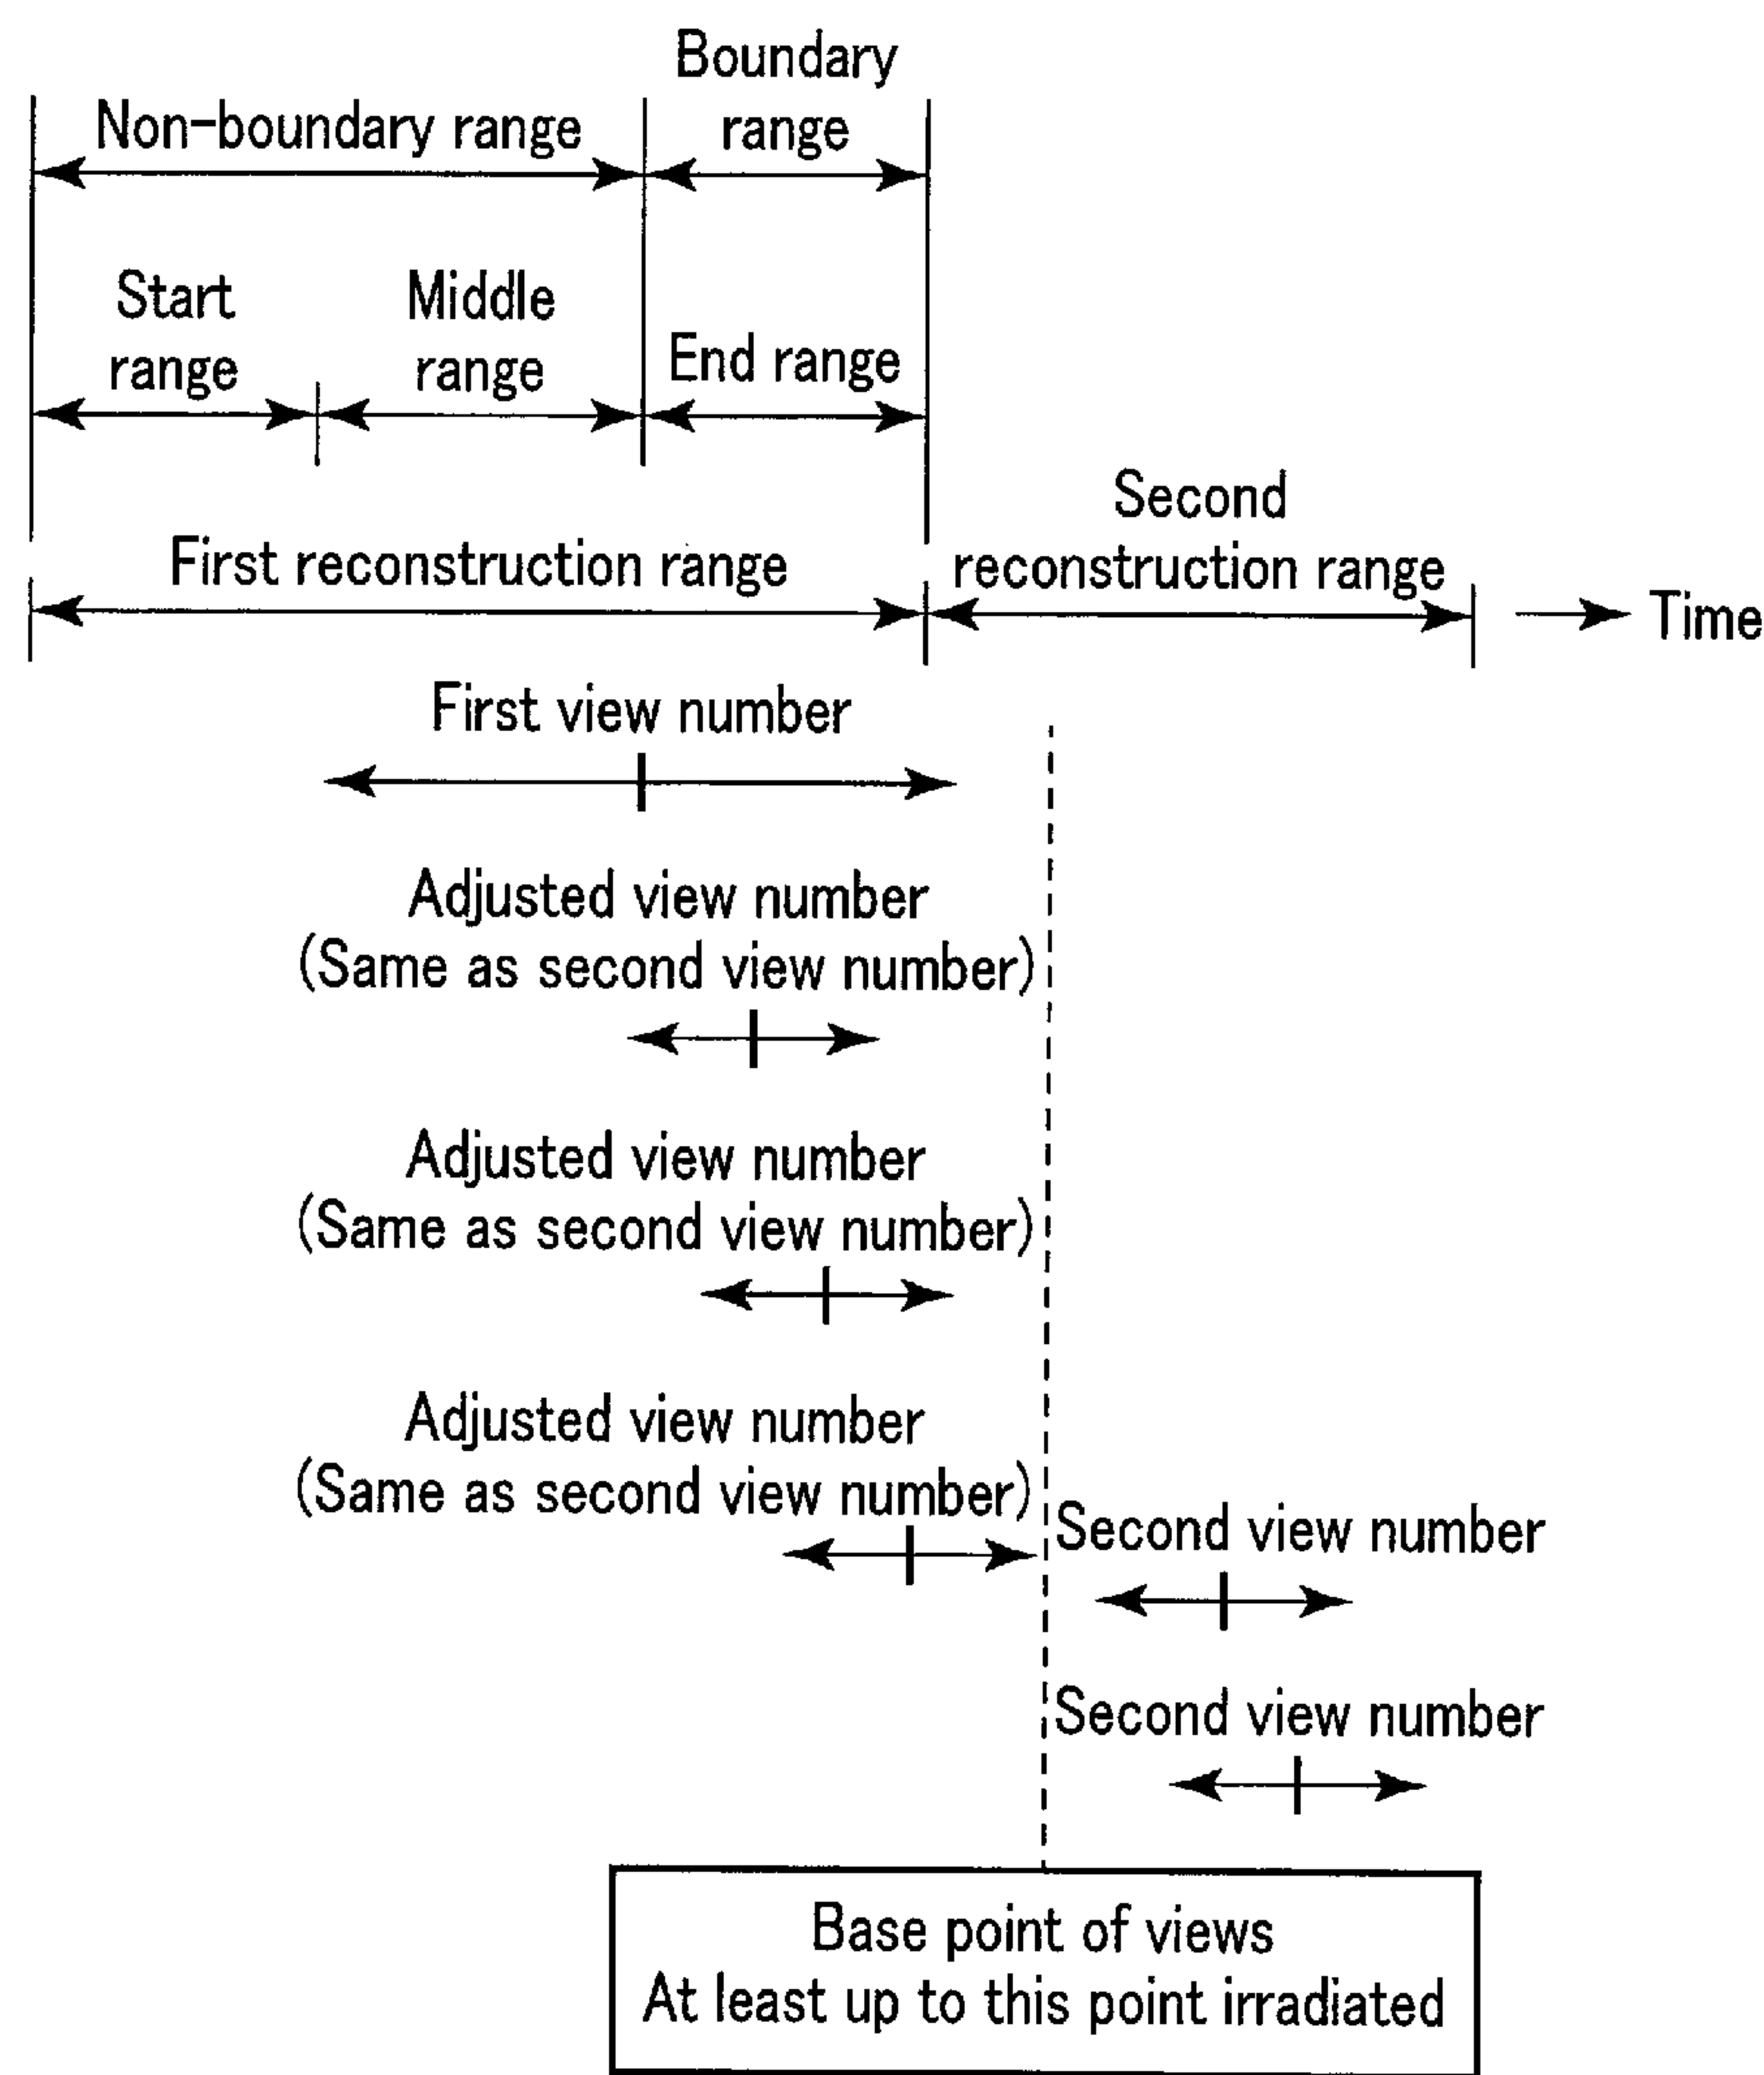 Boundary
Non-boundary range
range
Start
range
Middle
range
End range
First reconstruction range
Second
reconstruction range
Time
First view number
Adjusted view number
(Same as second view number)
Adjusted view number
(Same as second view number)
Adjusted view number
(Same as second view number)
Second view number
Second view number
Base point of views
At least up to this point irradiated